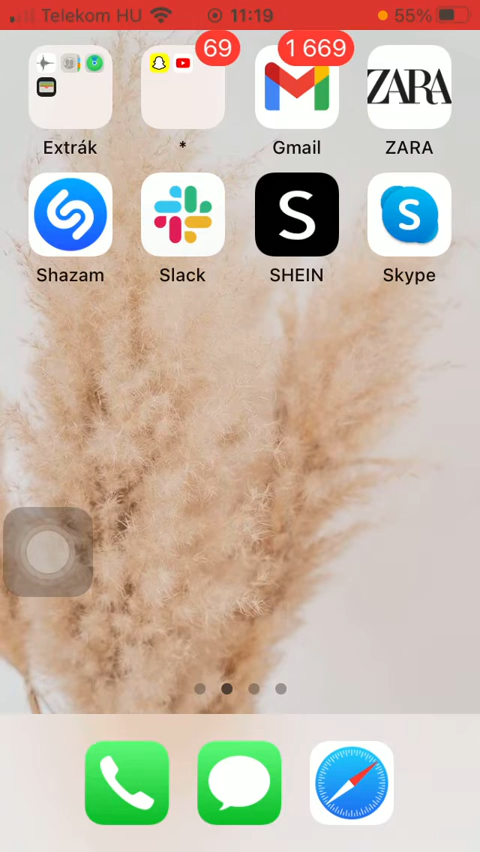 Telekom HU 11:19 55%
69 1 669
ZARA
Extrák * Gmail ZARA
S S
Shazam Slack SHEIN Skype